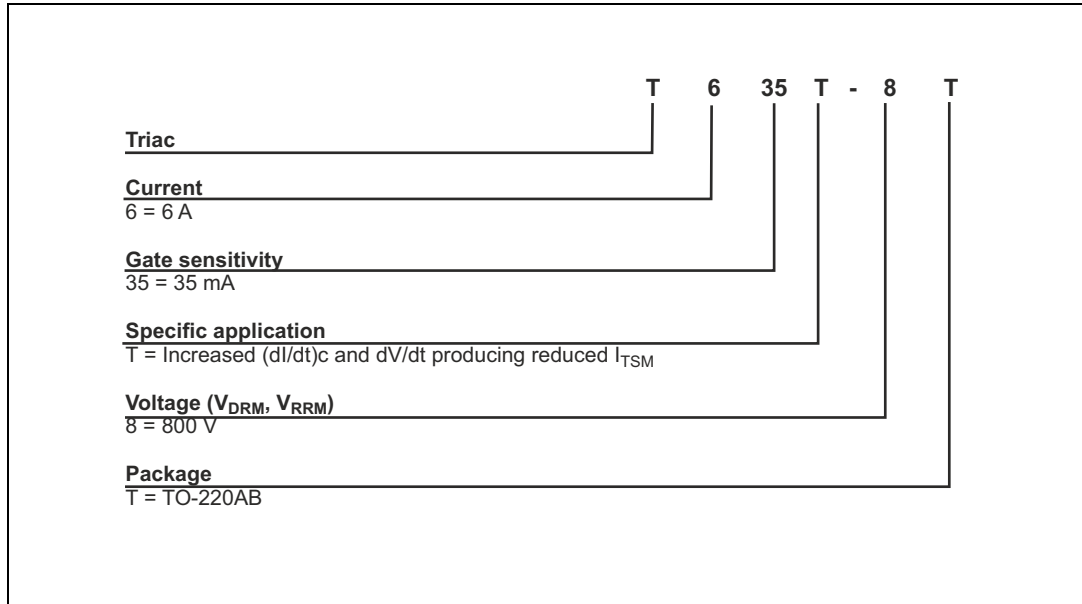 T 6 35 T - 8 T
Triac
Current
6 = 6 A
Gate sensitivity
35 = 35 mA
Specific application
T = Increased (dI/dt)c and dV/dt producing reduced ITSM
Voltage (VDRM, VRRM)
8 = 800 V
Package
T = TO-220AB